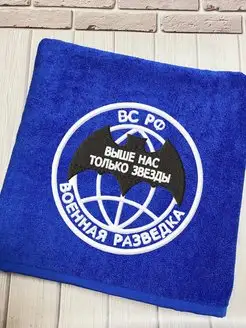 ВС РФ
ВЫШЕ НАС
ТОЛЬКО ЗВЕЗДЫ
ВОЕННАЯ РАЗВЕДКА